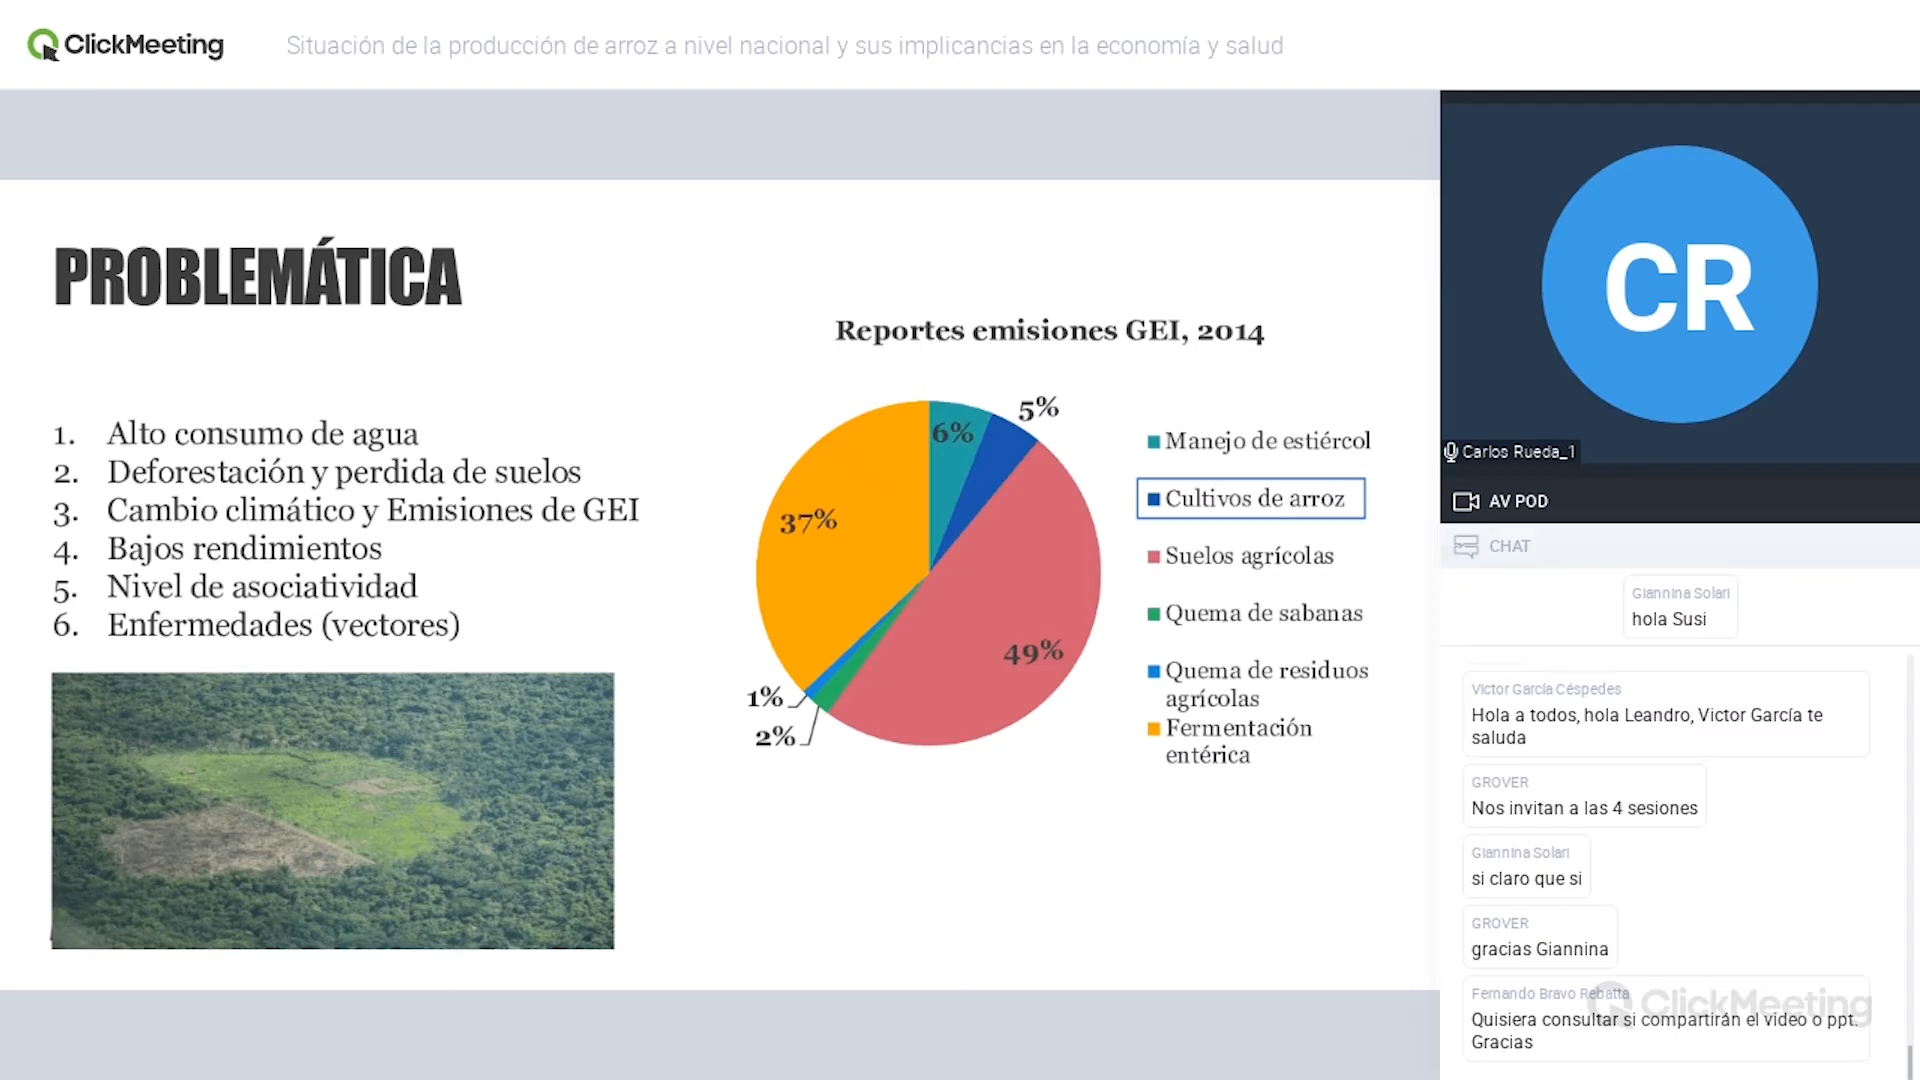 ClickMeeting
Situación de la producción de arroz a nivel nacional y sus implicancias en la economía y salud
PROBLEMÁTICA
1. Alto consumo de agua
2. Deforestación y perdida de suelos
3. Cambio climático y Emisiones de GEI
4. Bajos rendimientos
5. Nivel de asociatividad
6. Enfermedades (vectores)
Reportes emisiones GEI, 2014
5%
6%
37%
49%
1%
2%
Manejo de estiércol
Cultivos de arroz
Suelos agrícolas
Quema de sabanas
Quema de residuos
agrícolas
Fermentación
entérica
CR
Carlos Rueda_1
AV POD
CHAT
Giannina Solari
hola Susi
Victor García Céspedes
Hola a todos, hola Leandro, Victor García te
saluda
GROVER
Nos invitan a las 4 sesiones
Giannina Solari
si claro que si
GROVER
gracias Giannina
Fernando Bravo Rebatta
Quisiera consultar si compartirán el video o ppt.
Gracias
ClickMeeting